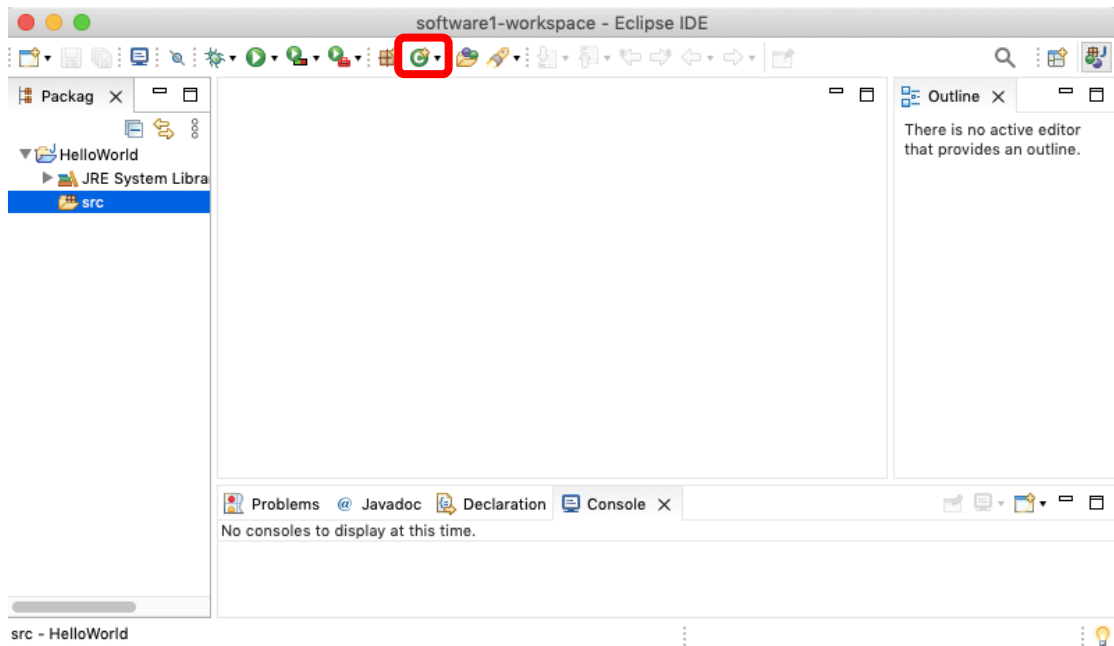 software1-workspace - Eclipse IDE
Packag
Outline
There is no active editor
that provides an outline.
HelloWorld
JRE System Libra
src
Problems @ Javadoc Declaration Console
No consoles to display at this time.
src - HelloWorld